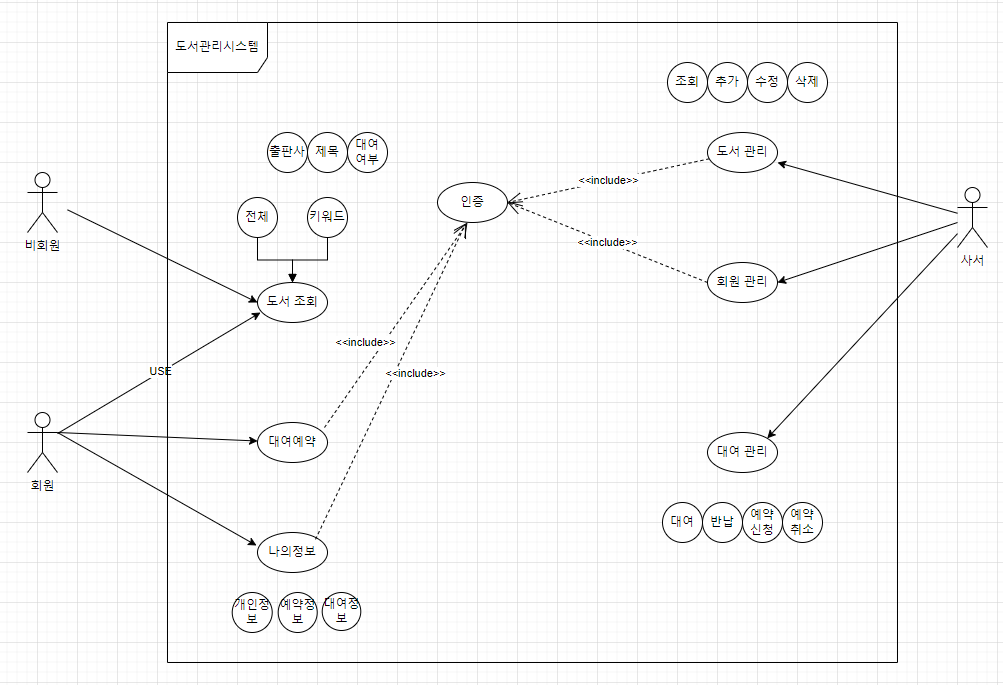 도서관리시스템
조회
추가
수정
삭제
출판사
제목
대여
여부
도서 관리
<<include>>
인증
전체
키워드
비회원
<<include>>
사서
회원 관리
도서 조회
<<include>>
USE
<<include>>
대여예약
회원
대여 관리
대여
반납
예약
신청
예약
취소
나의정보
개인정
보
예약정
보
대여정
보